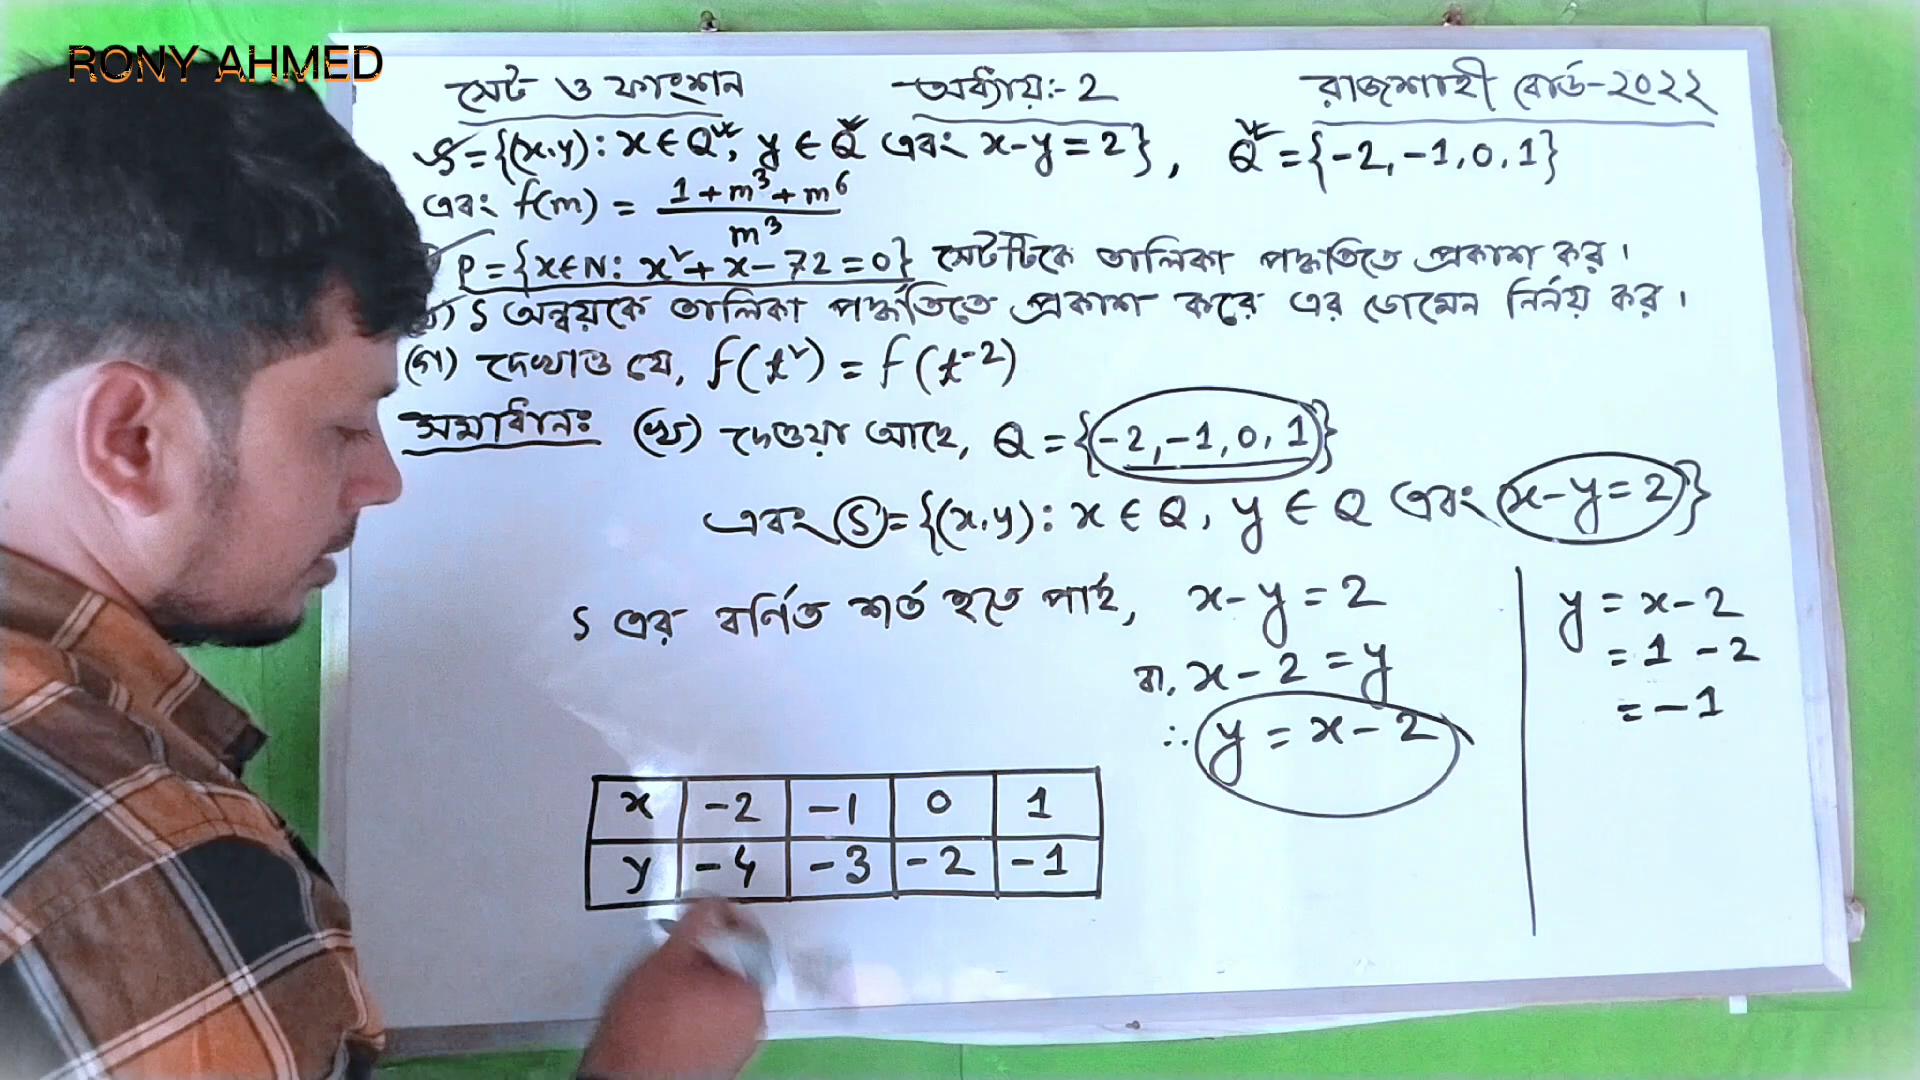 RONY AHMED
সেট ও ফাংশন অধ্যায়:- 2 রাজশাহী বোর্ড-২০২২
S={(x,y): x∈Q, y∈Q এবং x-y=2}, Q={-2,-1,0,1}
এবং f(m) = (1+m³+m⁶)/m³
P={x∈N: x²+x-72=0} সেটটিকে তালিকা পদ্ধতিতে প্রকাশ কর।
(খ) S অন্বয়কে তালিকা পদ্ধতিতে প্রকাশ করে এর ডোমেন নির্নয় কর।
(গ) দেখাও যে, f(t²) = f(t⁻²)
সমাধানঃ (খ) দেওয়া আছে, Q={-2,-1,0,1}
এবং S={(x,y): x∈Q, y∈Q এবং x-y=2}
S এর বর্ণিত শর্ত হতে পাই, x-y=2
বা, x-2=y
∴ y=x-2
y=x-2
=1-2
=-1
x -2 -1 0 1
y -4 -3 -2 -1